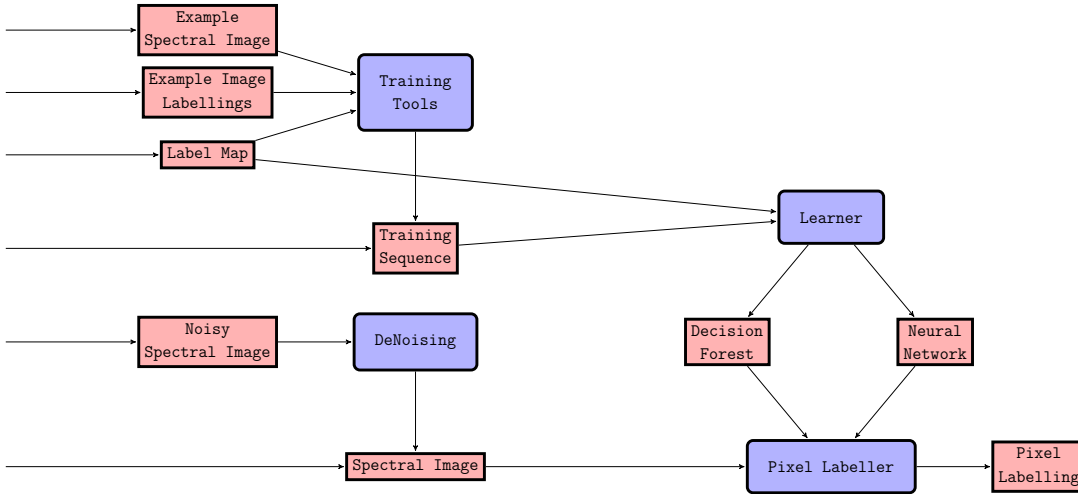 Example
Spectral Image
Example Image
Labellings
Label Map
Training
Tools
Training
Sequence
Learner
Noisy
Spectral Image
DeNoising
Decision
Forest
Neural
Network
Spectral Image
Pixel Labeller
Pixel
Labelling